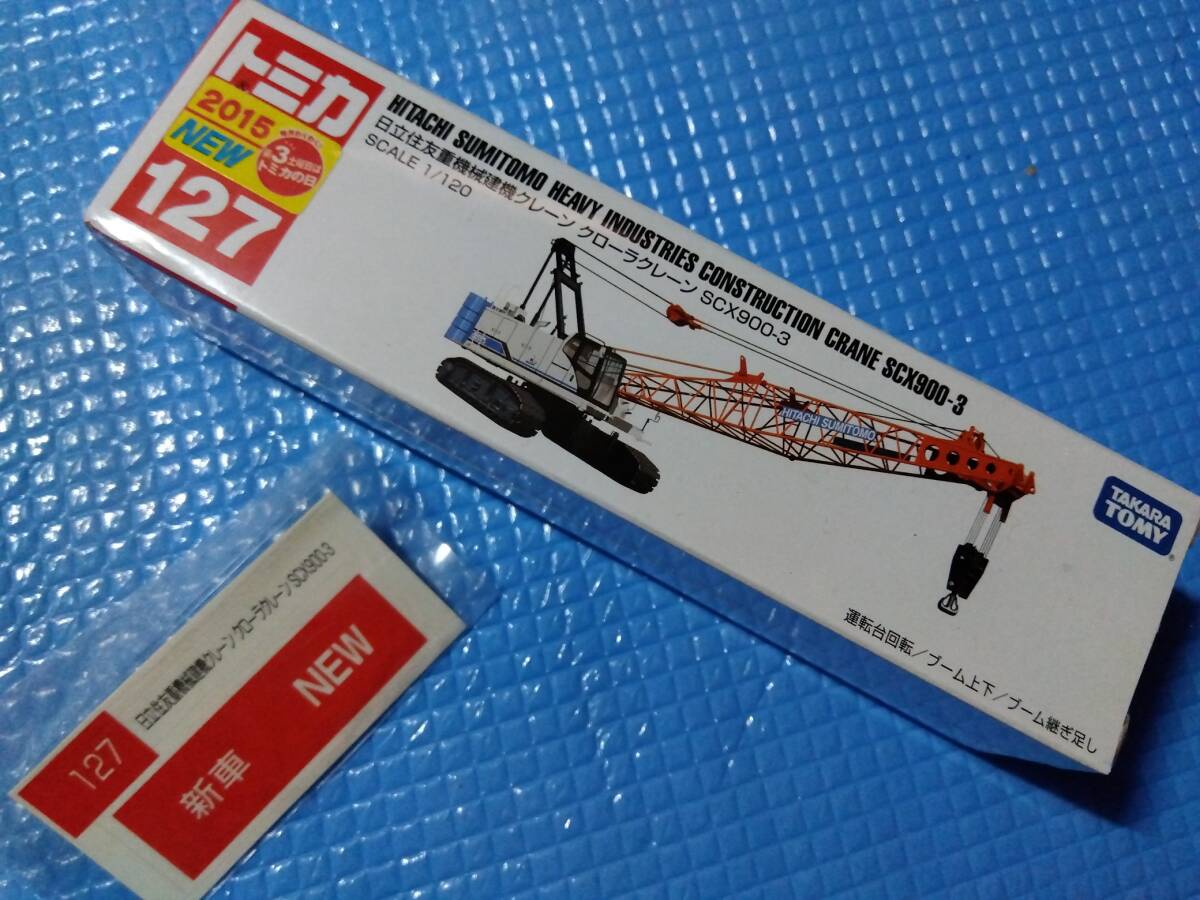 トミカ
2015
NEW
3土曜日は
トミカの日
127
HITACHI SUMITOMO HEAVY INDUSTRIES CONSTRUCTION CRANE SCX900-3
日立住友重機械建機クレーン クローラクレーン SCX900-3
SCALE 1/120
HITACHI SUMITOMO
TAKARA
TOMY
運転台回転／ブーム上下／ブーム継ぎ足し
日立住友重機械建機クレーン クローラクレーン SCX900-3
127
新車 NEW